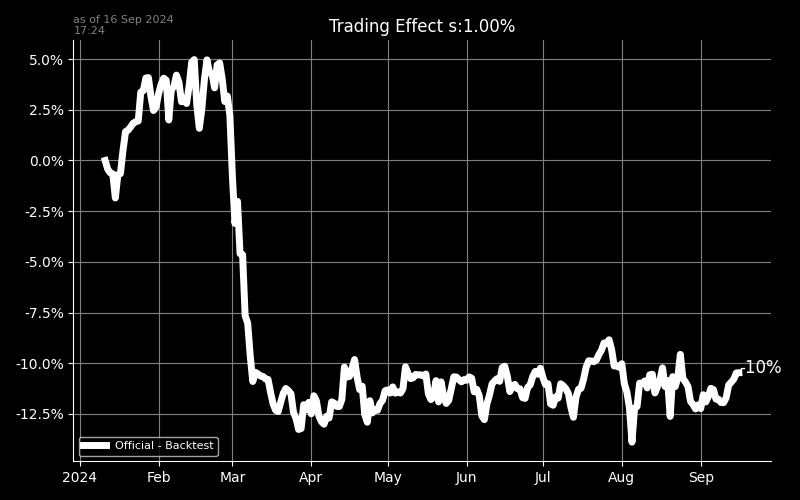 as of 16 Sep 2024
17:24
Trading Effect s:1.00%
5.0%
2.5%
0.0%
-2.5%
-5.0%
-7.5%
-10.0%
-12.5%
-10%
Official - Backtest
2024 Feb Mar Apr May Jun Jul Aug Sep